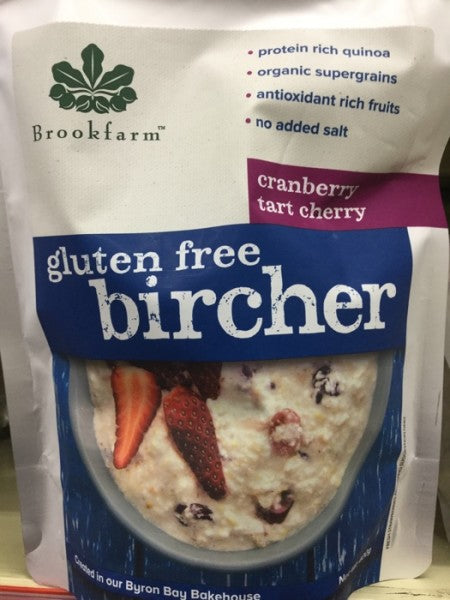 Brookfarm™
• protein rich quinoa
• organic supergrains
• antioxidant rich fruits
• no added salt
cranberry
tart cherry
gluten free
bircher
Created in our Byron Bay Bakehouse